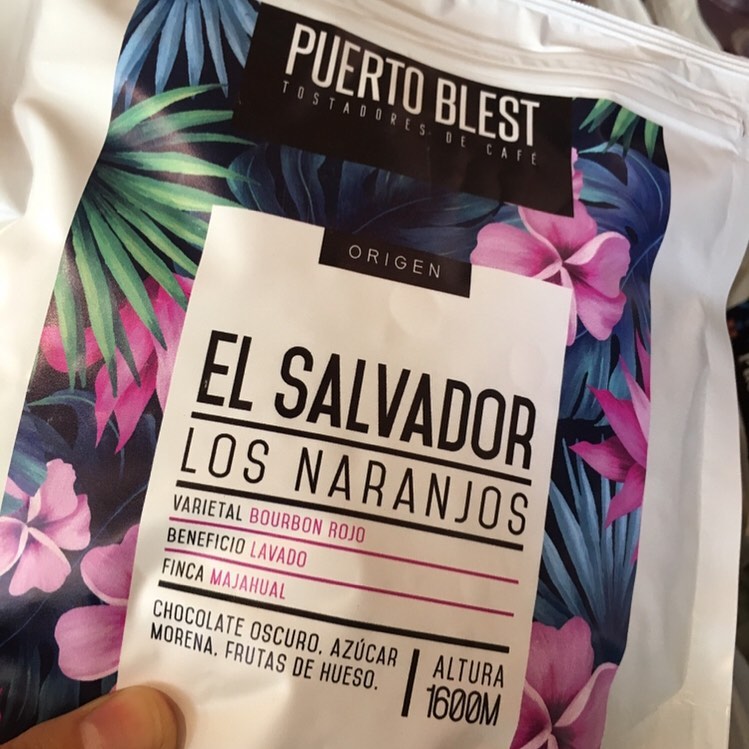 PUERTO BLEST
TOSTADORES DE CAFÉ
ORIGEN
EL SALVADOR
LOS NARANJOS
VARIETAL BOURBON ROJO
BENEFICIO LAVADO
FINCA MAJAHUAL
CHOCOLATE OSCURO, AZÚCAR
MORENA, FRUTAS DE HUESO.
ALTURA
1600M